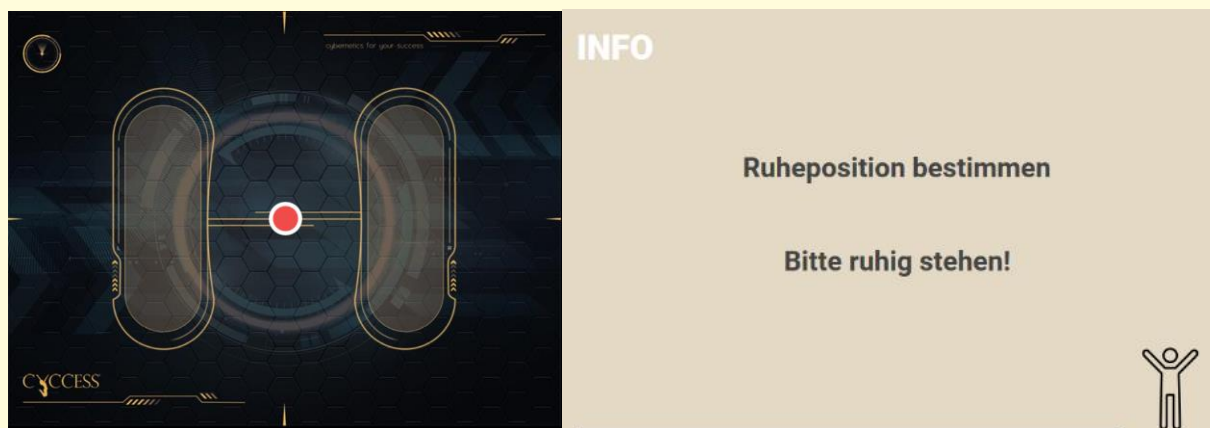 cybernetics for your success
CYCCESS
INFO
Ruheposition bestimmen
Bitte ruhig stehen!